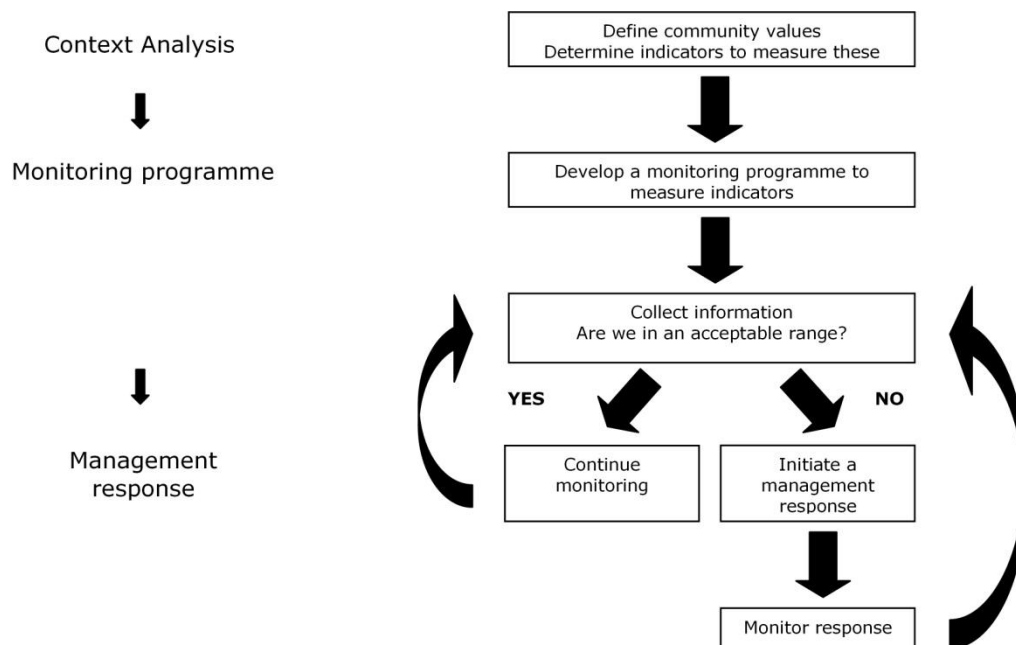 Context Analysis
Define community values
Determine indicators to measure these
Monitoring programme
Develop a monitoring programme to
measure indicators
Collect information
Are we in an acceptable range?
YES
NO
Management
response
Continue
monitoring
Initiate a
management
response
Monitor response